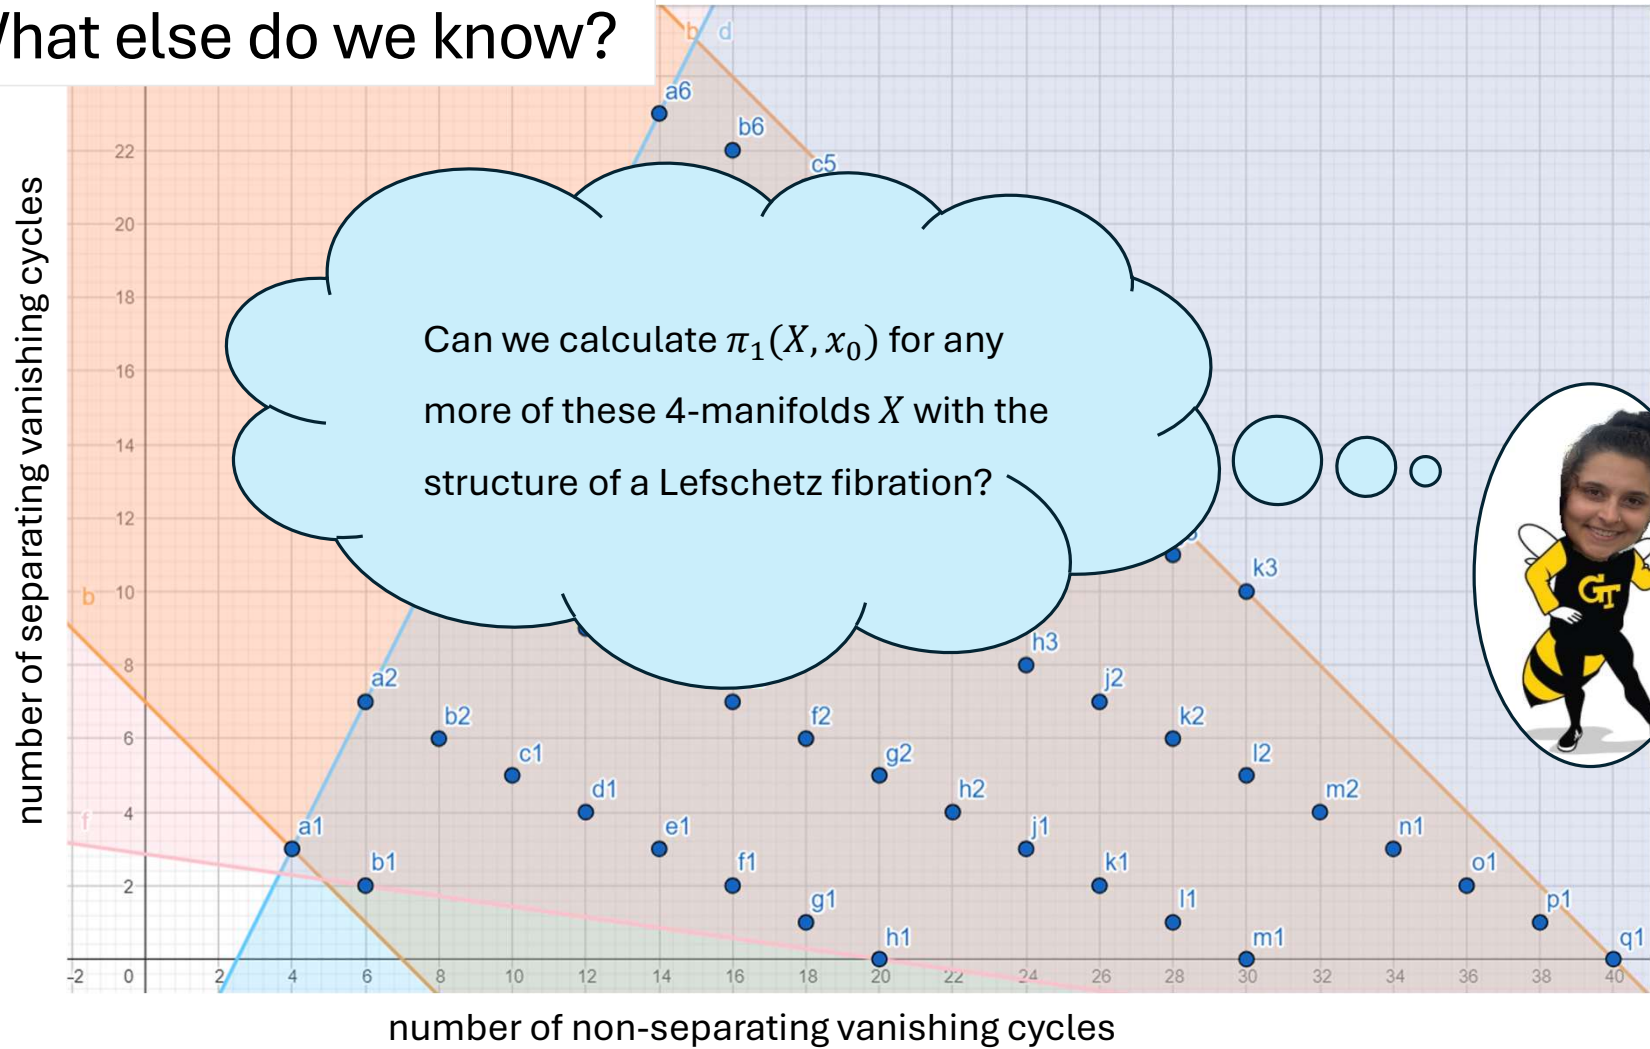 What else do we know?
b d
a6
b6
c5
22
20
18
16
14
12
10
8
6
4
2
number of separating vanishing cycles
Can we calculate 𝜋₁(𝑋, 𝑥₀) for any
more of these 4-manifolds 𝑋 with the
structure of a Lefschetz fibration?
GT
b
f
k3
h3
a2
j2
b2
f2
k2
c1
g2
l2
d1
h2
m2
a1
e1
j1
n1
b1
f1
k1
o1
g1
l1
p1
h1
m1
q1
-2 0 2 4 6 8 10 12 14 16 18 20 22 24 26 28 30 32 34 36 38 40
number of non-separating vanishing cycles